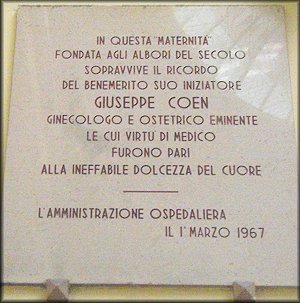 IN QUESTA "MATERNITÀ"
FONDATA AGLI ALBORI DEL SECOLO
SOPRAVVIVE IL RICORDO
DEL BENEMERITO SUO INIZIATORE
GIUSEPPE COEN
GINECOLOGO E OSTETRICO EMINENTE
LE CUI VIRTU' DI MEDICO
FURONO PARI
ALLA INEFFABILE DOLCEZZA DEL CUORE
L'AMMINISTRAZIONE OSPEDALIERA
IL 1° MARZO 1967